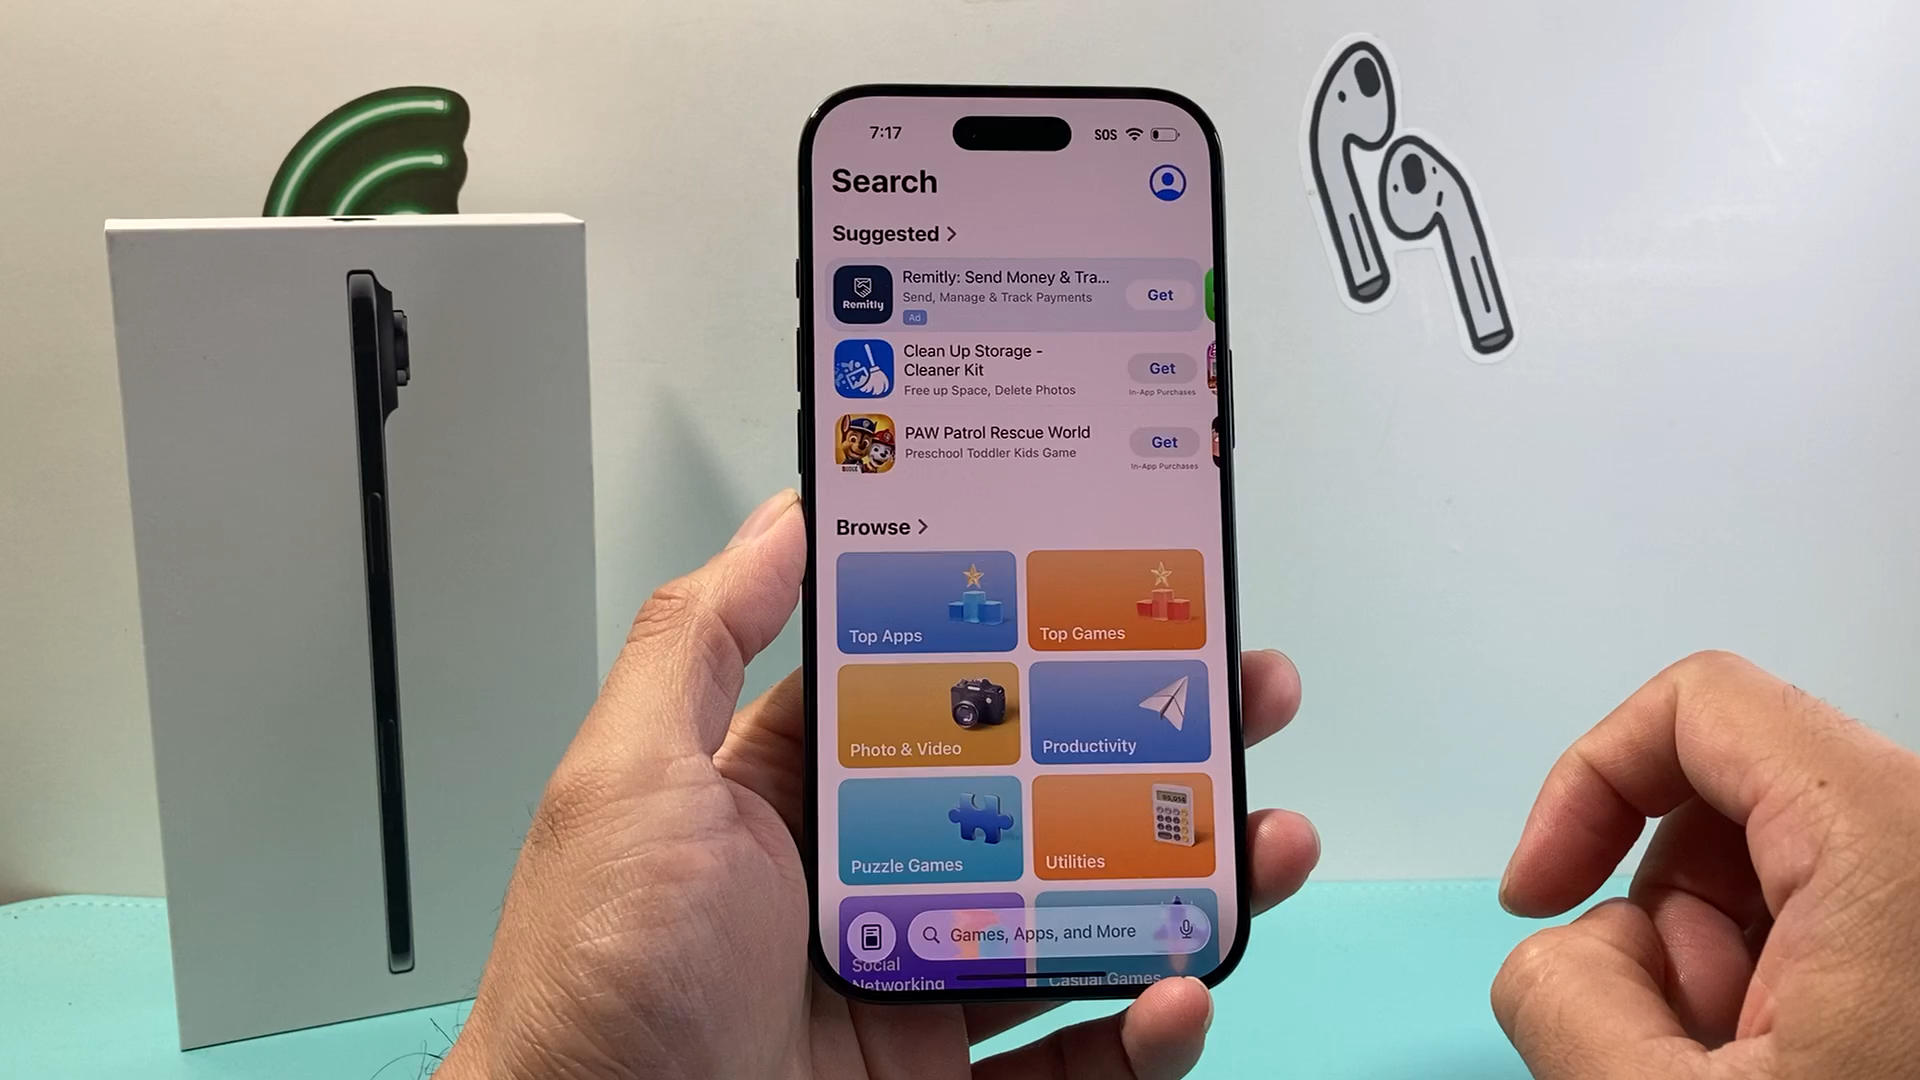 7:17
SOS
Search
Suggested >
Remitly
Remitly: Send Money & Tra...
Send, Manage & Track Payments
Ad
Get
Clean Up Storage -
Cleaner Kit
Free up Space, Delete Photos
Get
In-App Purchases
PAW Patrol Rescue World
Preschool Toddler Kids Game
Get
In-App Purchases
Browse >
Top Apps
Top Games
Photo & Video
Productivity
Puzzle Games
Utilities
Games, Apps, and More
Social
Networking
Casual Games